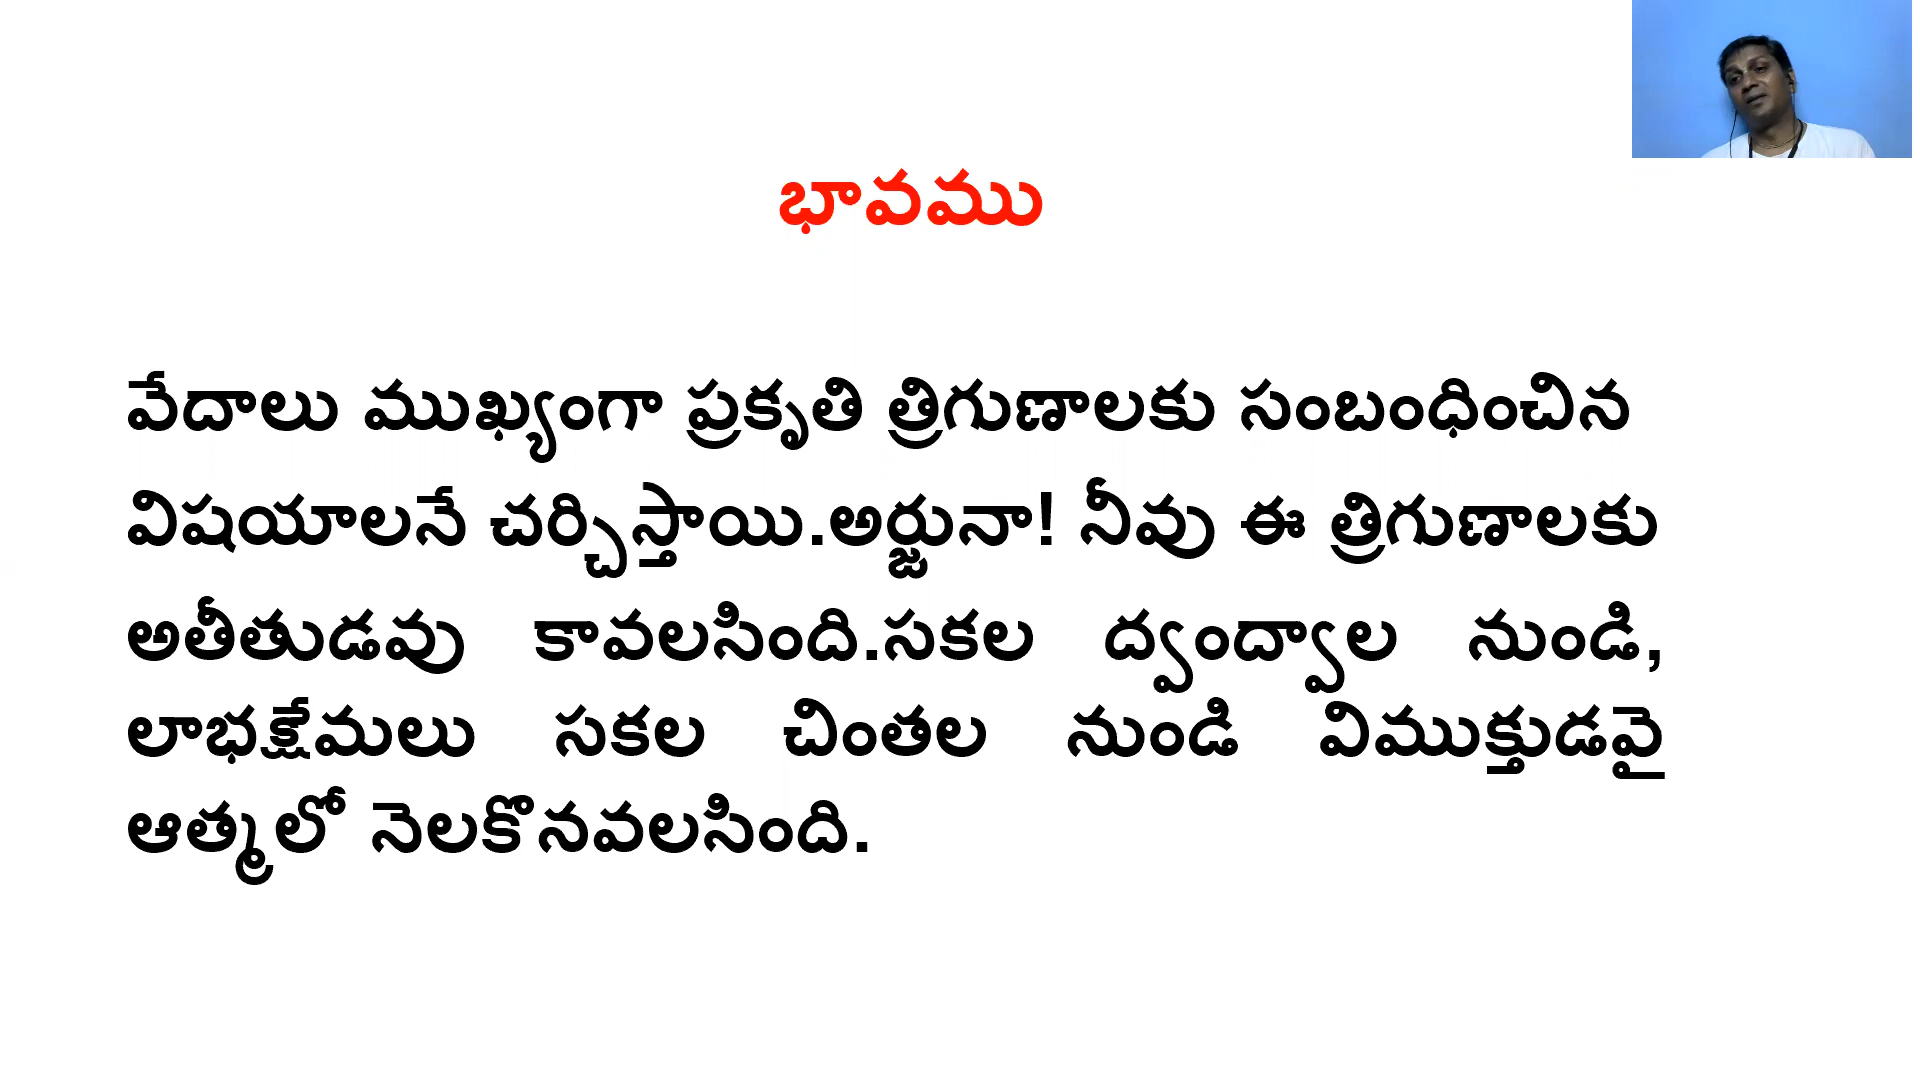 భావము
వేదాలు ముఖ్యంగా ప్రకృతి త్రిగుణాలకు సంబంధించిన
విషయాలనే చర్చిస్తాయి.అర్జునా! నీవు ఈ త్రిగుణాలకు
అతీతుడవు కావలసింది.సకల ద్వంద్వాల నుండి,
లాభక్షేమలు సకల చింతల నుండి విముక్తుడవై
ఆత్మలో నెలకొనవలసింది.